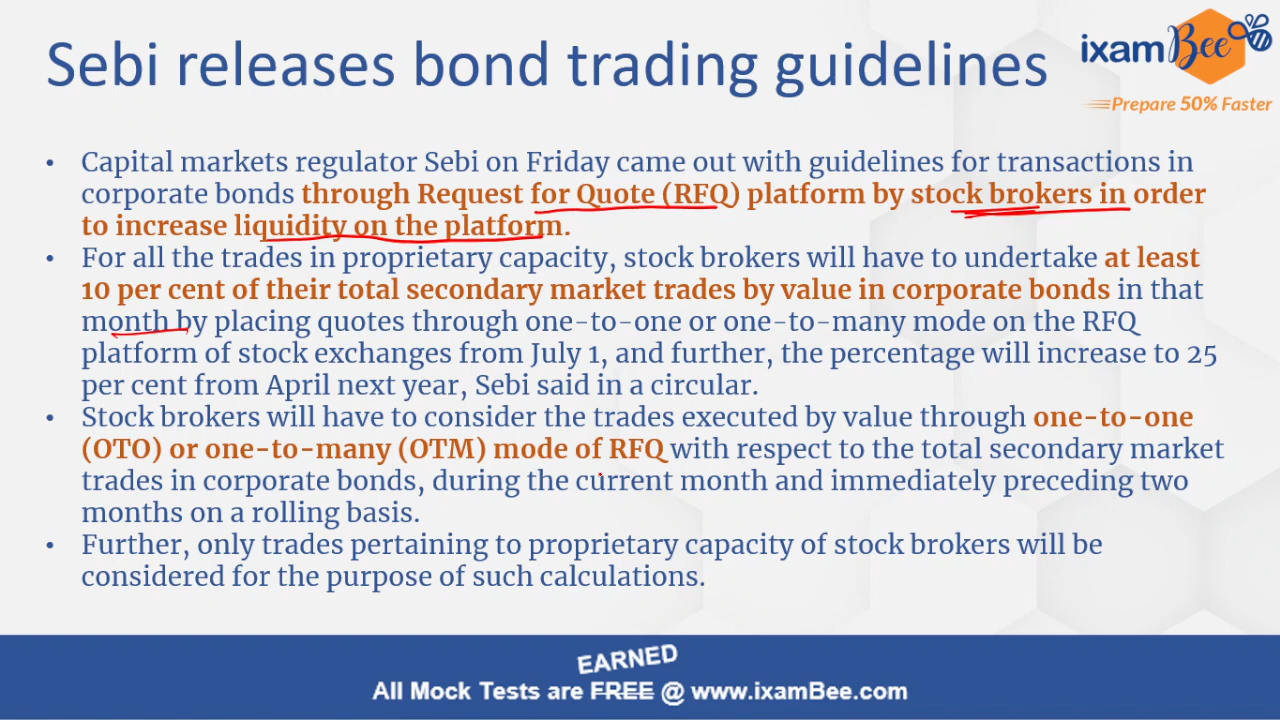 Sebi releases bond trading guidelines
ixamBee
Prepare 50% Faster
• Capital markets regulator Sebi on Friday came out with guidelines for transactions in
corporate bonds through Request for Quote (RFQ) platform by stock brokers in order
to increase liquidity on the platform.
• For all the trades in proprietary capacity, stock brokers will have to undertake at least
10 per cent of their total secondary market trades by value in corporate bonds in that
month by placing quotes through one-to-one or one-to-many mode on the RFQ
platform of stock exchanges from July 1, and further, the percentage will increase to 25
per cent from April next year, Sebi said in a circular.
• Stock brokers will have to consider the trades executed by value through one-to-one
(OTO) or one-to-many (OTM) mode of RFQ with respect to the total secondary market
trades in corporate bonds, during the current month and immediately preceding two
months on a rolling basis.
• Further, only trades pertaining to proprietary capacity of stock brokers will be
considered for the purpose of such calculations.
EARNED
All Mock Tests are FREE @ www.ixamBee.com